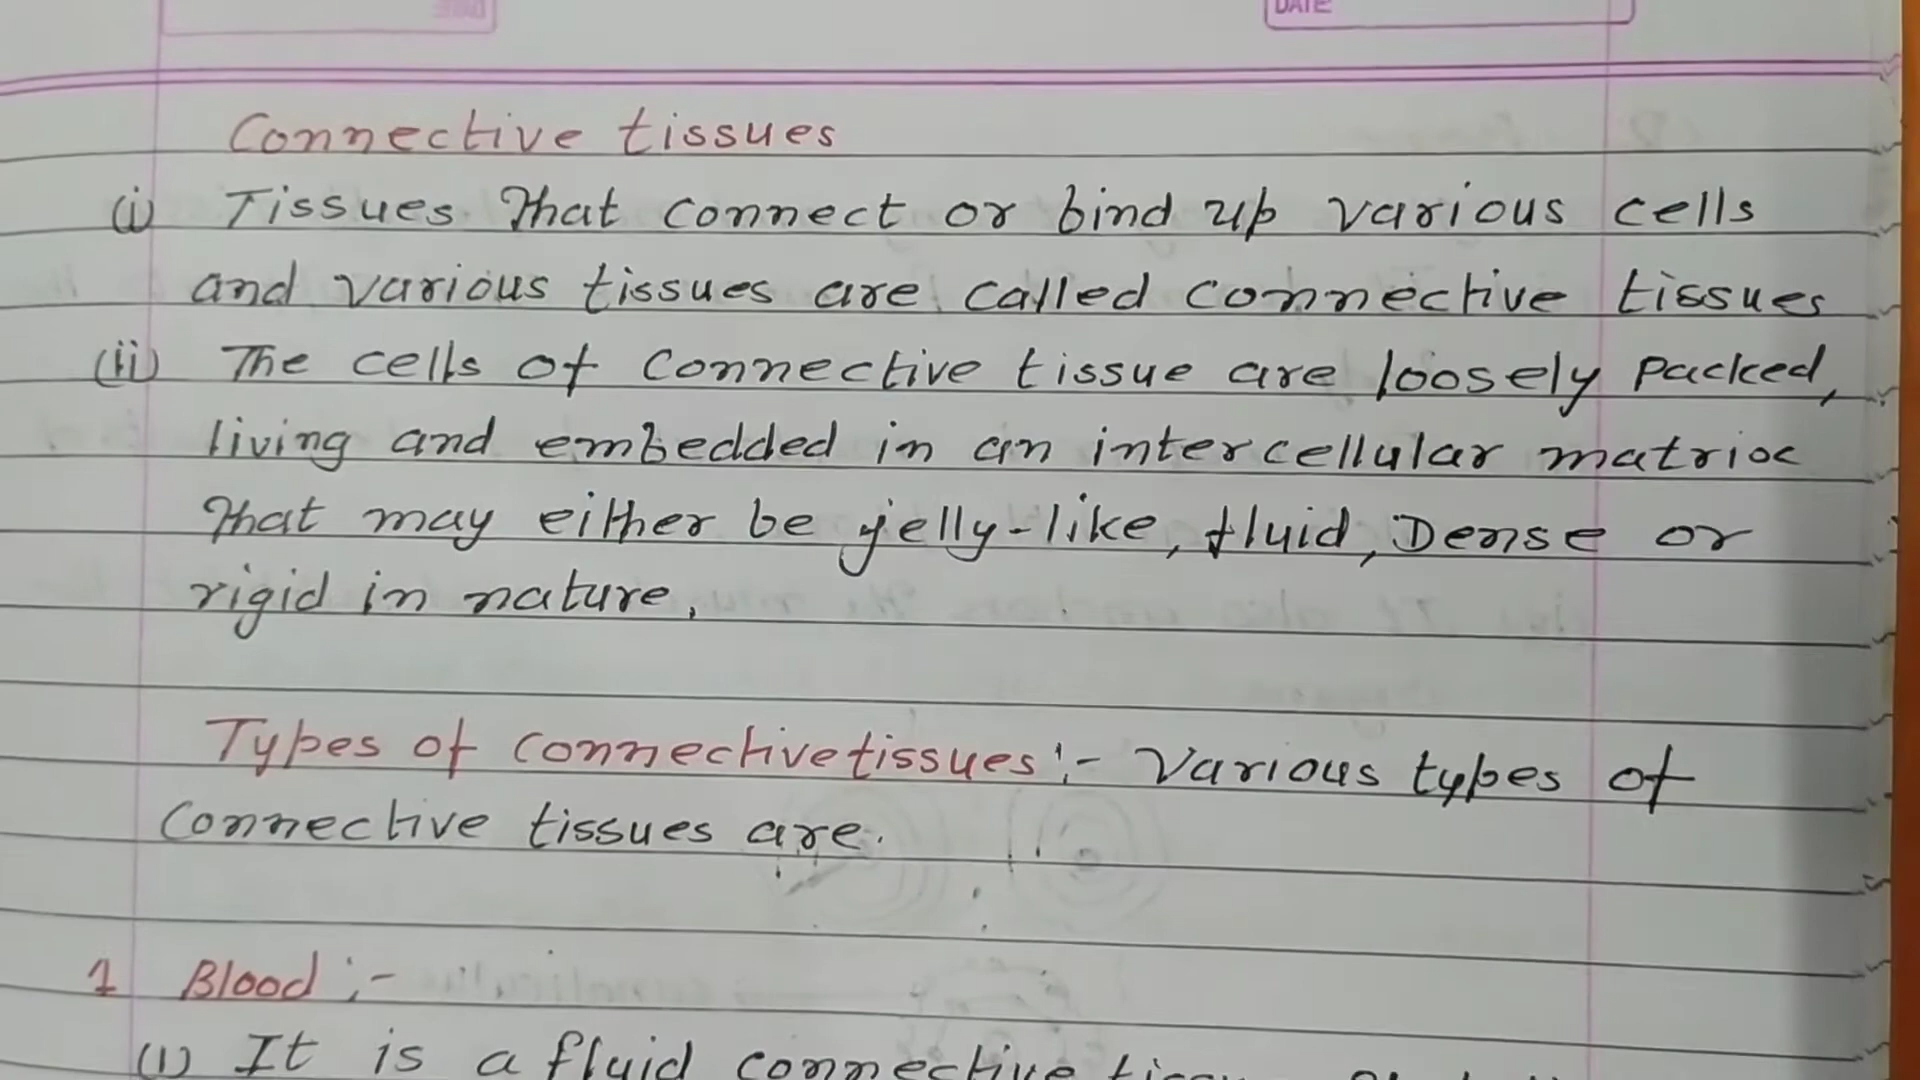 DATE
Connective tissues
(i) Tissues that connect or bind up various cells
and various tissues are called connective tissues
(ii) The cells of connective tissue are loosely packed,
living and embedded in an intercellular matrix
that may either be jelly-like, fluid, Dense or
rigid in nature.
Types of connective tissues :- Various types of
connective tissues are.
1 Blood :-
(1) It is a fluid connective